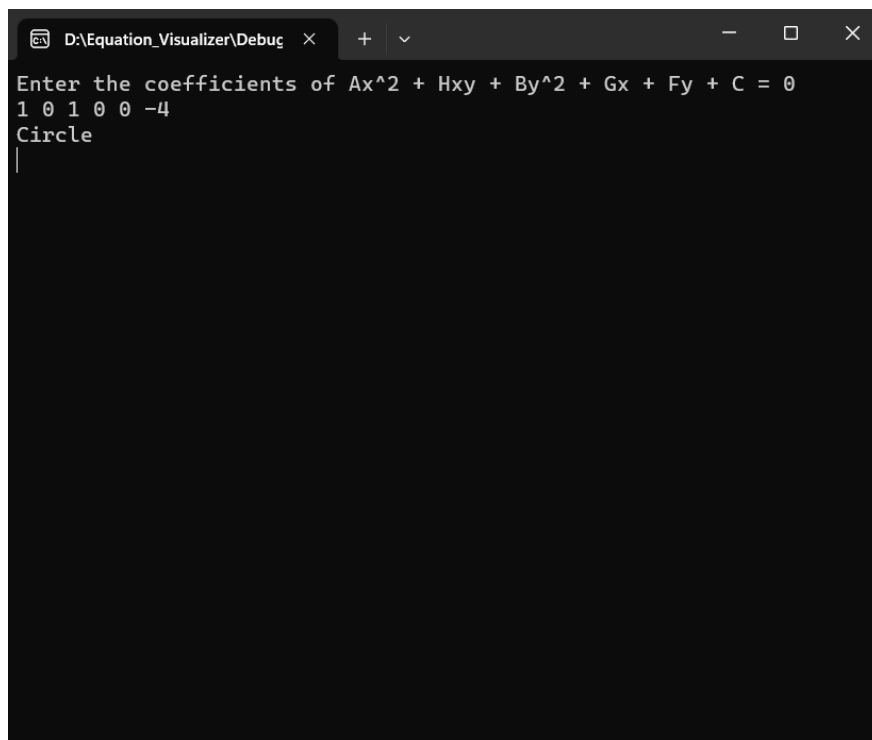 D:\Equation_Visualizer\Debug
Enter the coefficients of Ax^2 + Hxy + By^2 + Gx + Fy + C = 0
1 0 1 0 0 -4
Circle